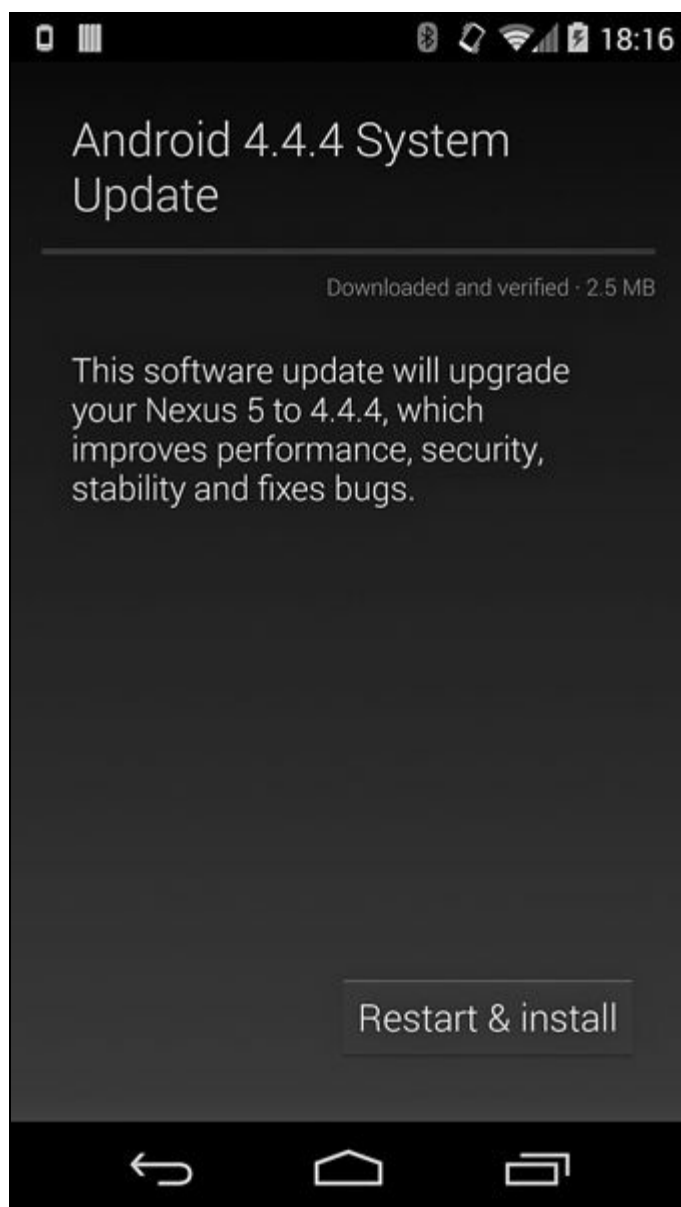 18:16
Android 4.4.4 System
Update
Downloaded and verified · 2.5 MB
This software update will upgrade
your Nexus 5 to 4.4.4, which
improves performance, security,
stability and fixes bugs.
Restart & install